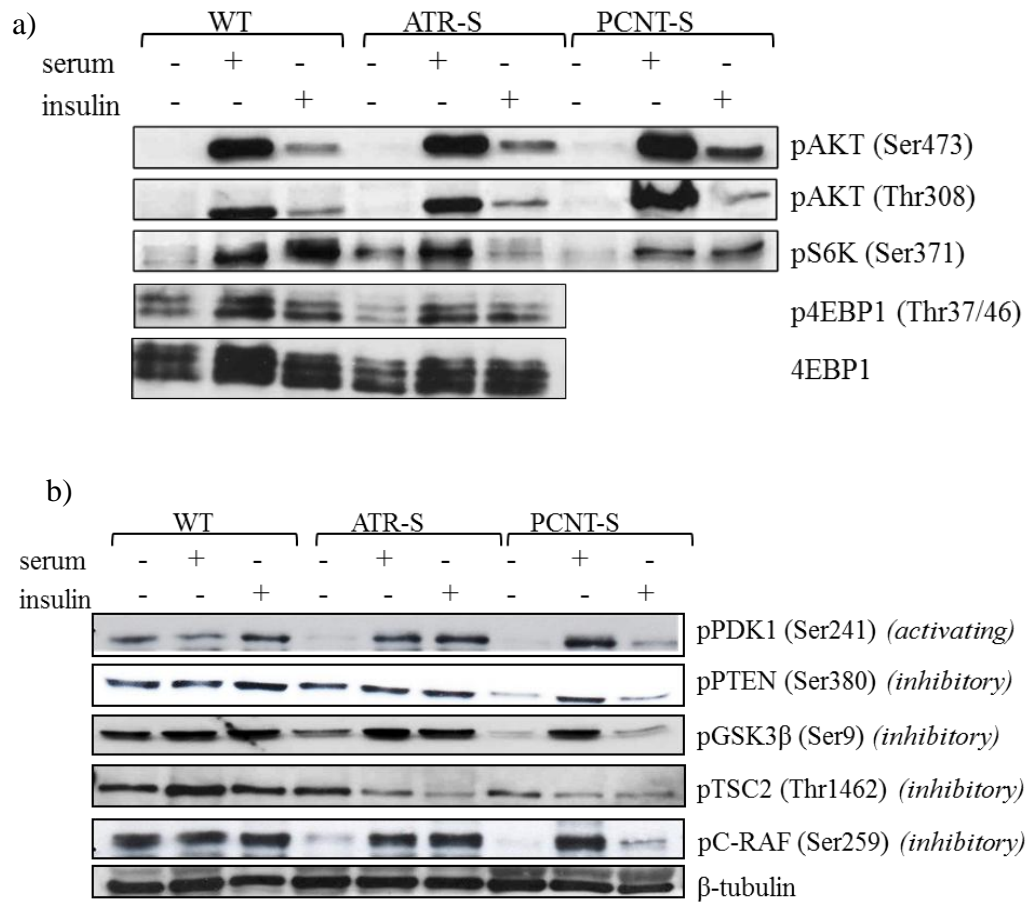 a)
WT ATR-S PCNT-S
serum - + - - + - - + -
insulin - - + - - + - - +
pAKT (Ser473)
pAKT (Thr308)
pS6K (Ser371)
p4EBP1 (Thr37/46)
4EBP1
b)
WT ATR-S PCNT-S
serum - + - - + - - + -
insulin - - + - - + - - +
pPDK1 (Ser241) (activating)
pPTEN (Ser380) (inhibitory)
pGSK3β (Ser9) (inhibitory)
pTSC2 (Thr1462) (inhibitory)
pC-RAF (Ser259) (inhibitory)
β-tubulin